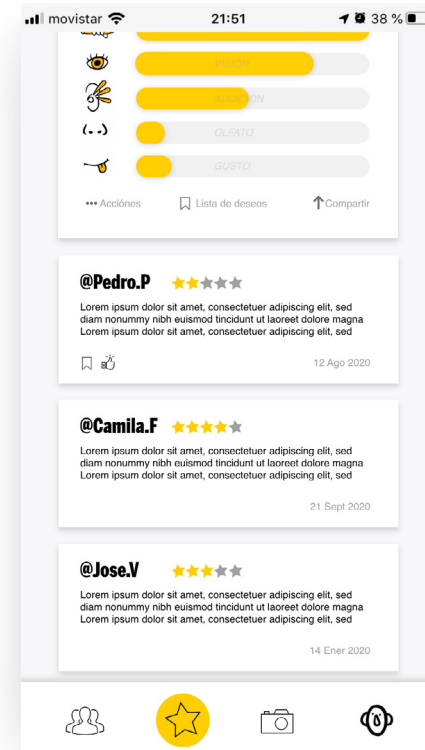 movistar 21:51 38 %
VISIÓN
AUDICIÓN
OLFATO
GUSTO
••• Acciónes Lista de deseos Compartir
@Pedro.P
Lorem ipsum dolor sit amet, consectetuer adipiscing elit, sed
diam nonummy nibh euismod tincidunt ut laoreet dolore magna
Lorem ipsum dolor sit amet, consectetuer adipiscing elit, sed
12 Ago 2020
@Camila.F
Lorem ipsum dolor sit amet, consectetuer adipiscing elit, sed
diam nonummy nibh euismod tincidunt ut laoreet dolore magna
Lorem ipsum dolor sit amet, consectetuer adipiscing elit, sed
21 Sept 2020
@Jose.V
Lorem ipsum dolor sit amet, consectetuer adipiscing elit, sed
diam nonummy nibh euismod tincidunt ut laoreet dolore magna
Lorem ipsum dolor sit amet, consectetuer adipiscing elit, sed
14 Ener 2020